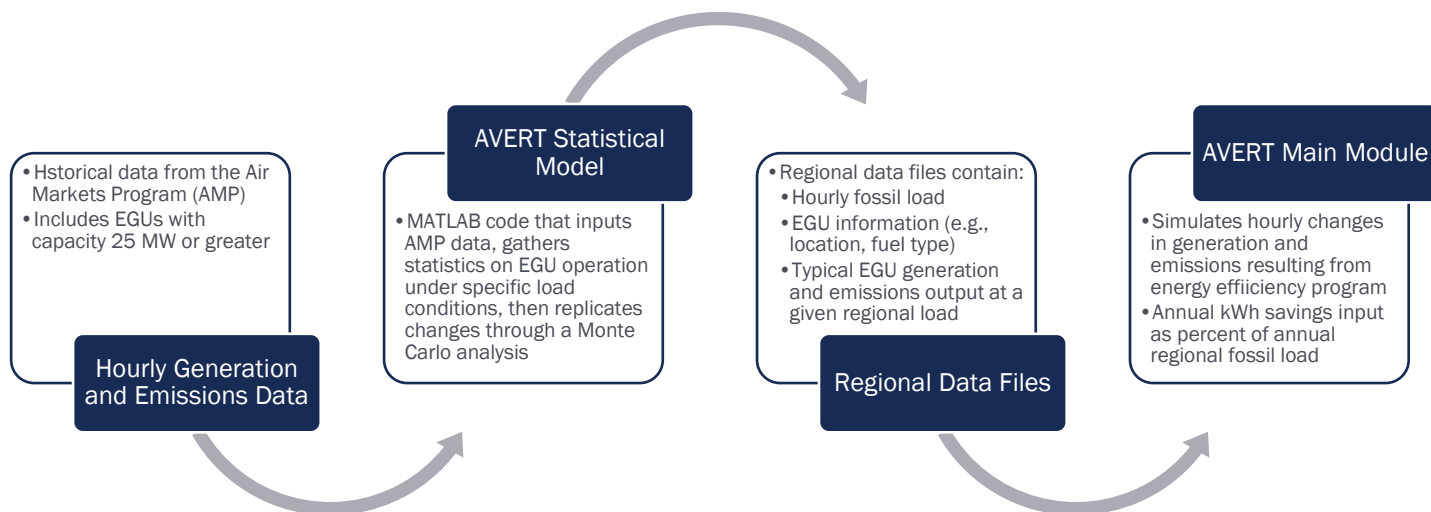 • Hstorical data from the Air
Markets Program (AMP)
• Includes EGUs with
capacity 25 MW or greater
Hourly Generation
and Emissions Data
AVERT Statistical
Model
• MATLAB code that inputs
AMP data, gathers
statistics on EGU operation
under specific load
conditions, then replicates
changes through a Monte
Carlo analysis
• Regional data files contain:
• Hourly fossil load
• EGU information (e.g.,
location, fuel type)
• Typical EGU generation
and emissions output at a
given regional load
Regional Data Files
AVERT Main Module
• Simulates hourly changes
in generation and
emissions resulting from
energy effiiciency program
• Annual kWh savings input
as percent of annual
regional fossil load